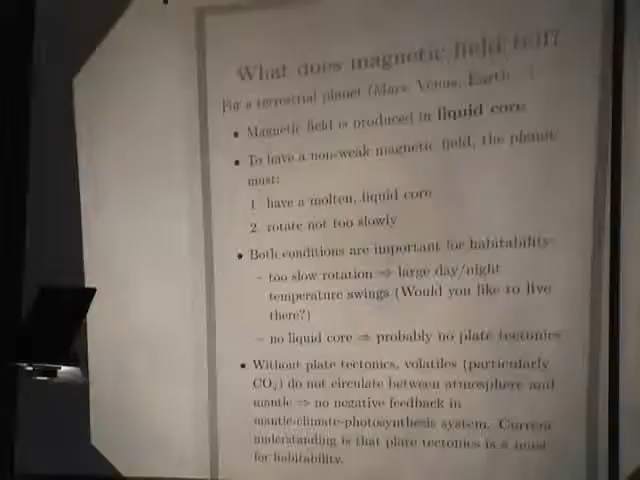 What does magnetic field tell?
For a terrestrial planet (Mars, Venus, Earth ...)
• Magnetic field is produced in liquid core
• To have a non-weak magnetic field, the planet
must:
1. have a molten, liquid core
2. rotate not too slowly
• Both conditions are important for habitability
– too slow rotation ⇒ large day/night
temperature swings (Would you like to live
there?)
– no liquid core ⇒ probably no plate tectonics
• Without plate tectonics, volatiles (particularly
CO₂) do not circulate between atmosphere and
mantle ⇒ no negative feedback in
mantle-climate-photosynthesis system. Current
understanding is that plate tectonics is a must
for habitability.